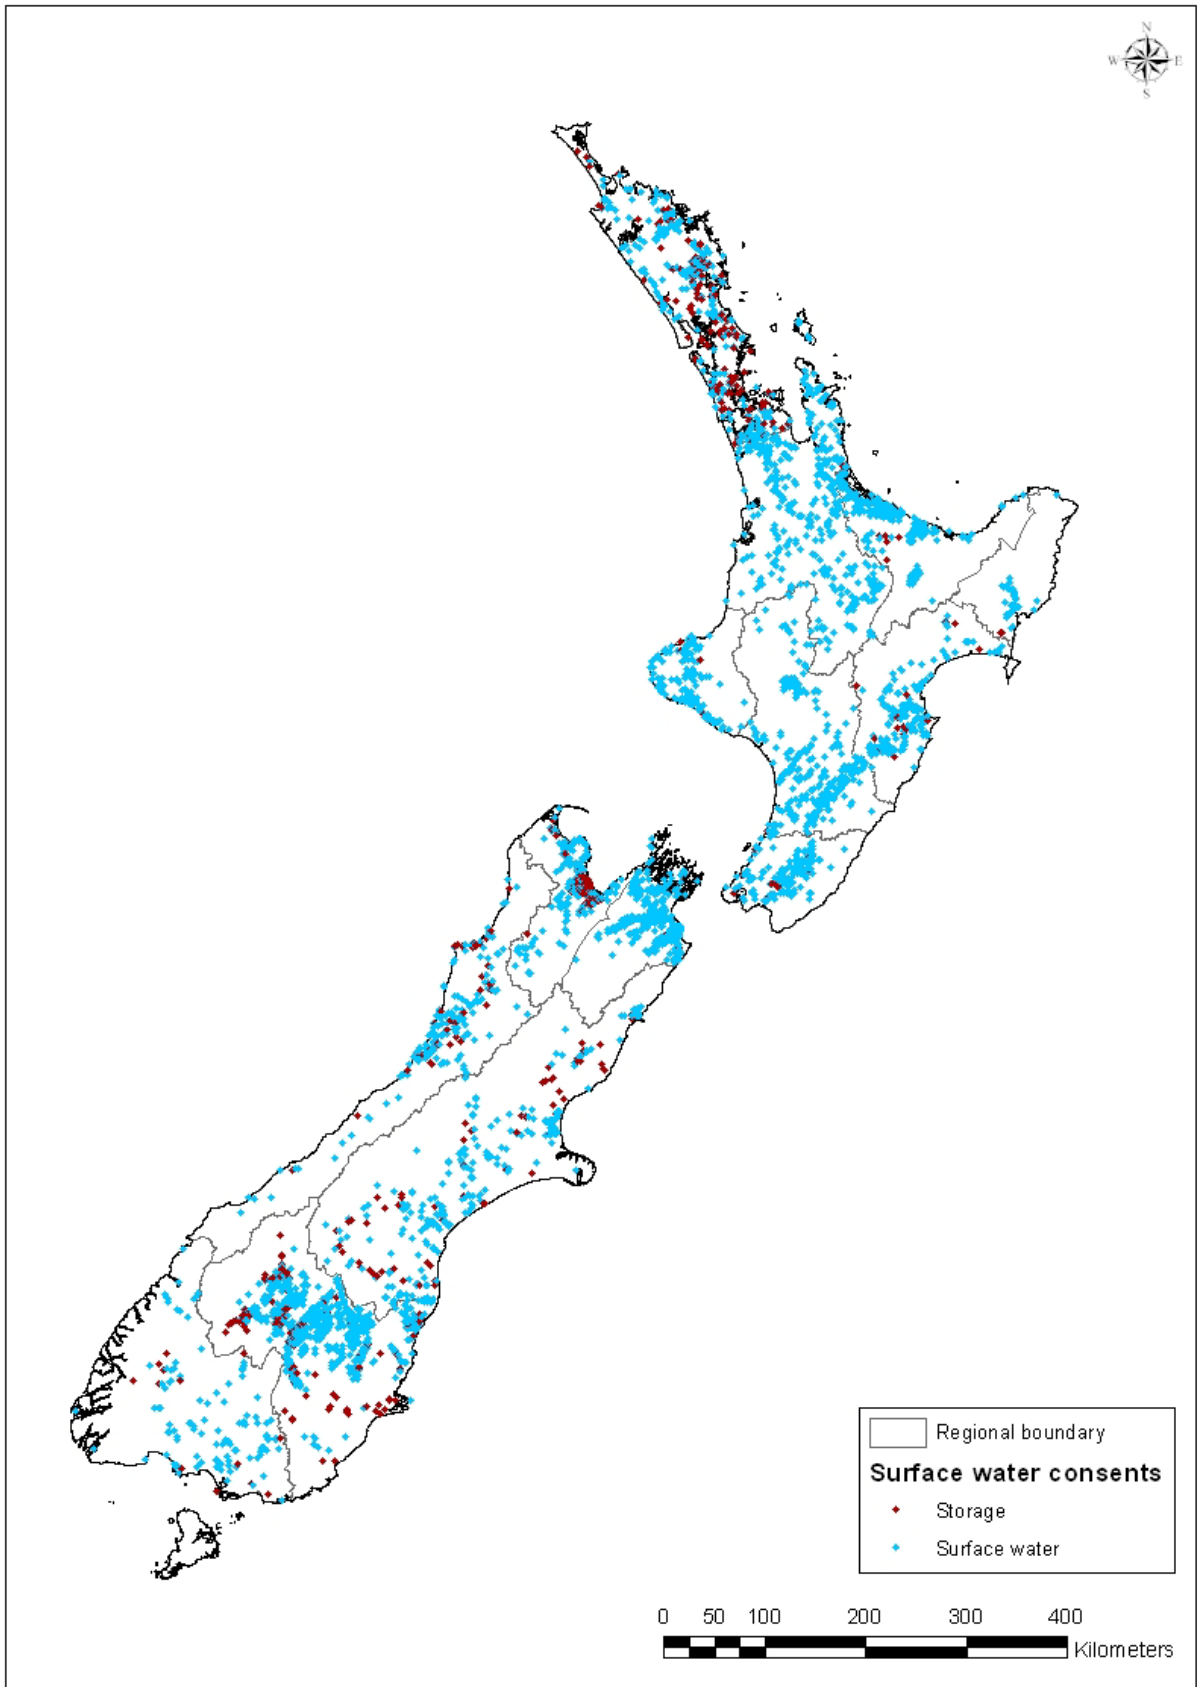 N
W E
S
Regional boundary
Surface water consents
Storage
Surface water
0 50 100 200 300 400
Kilometers